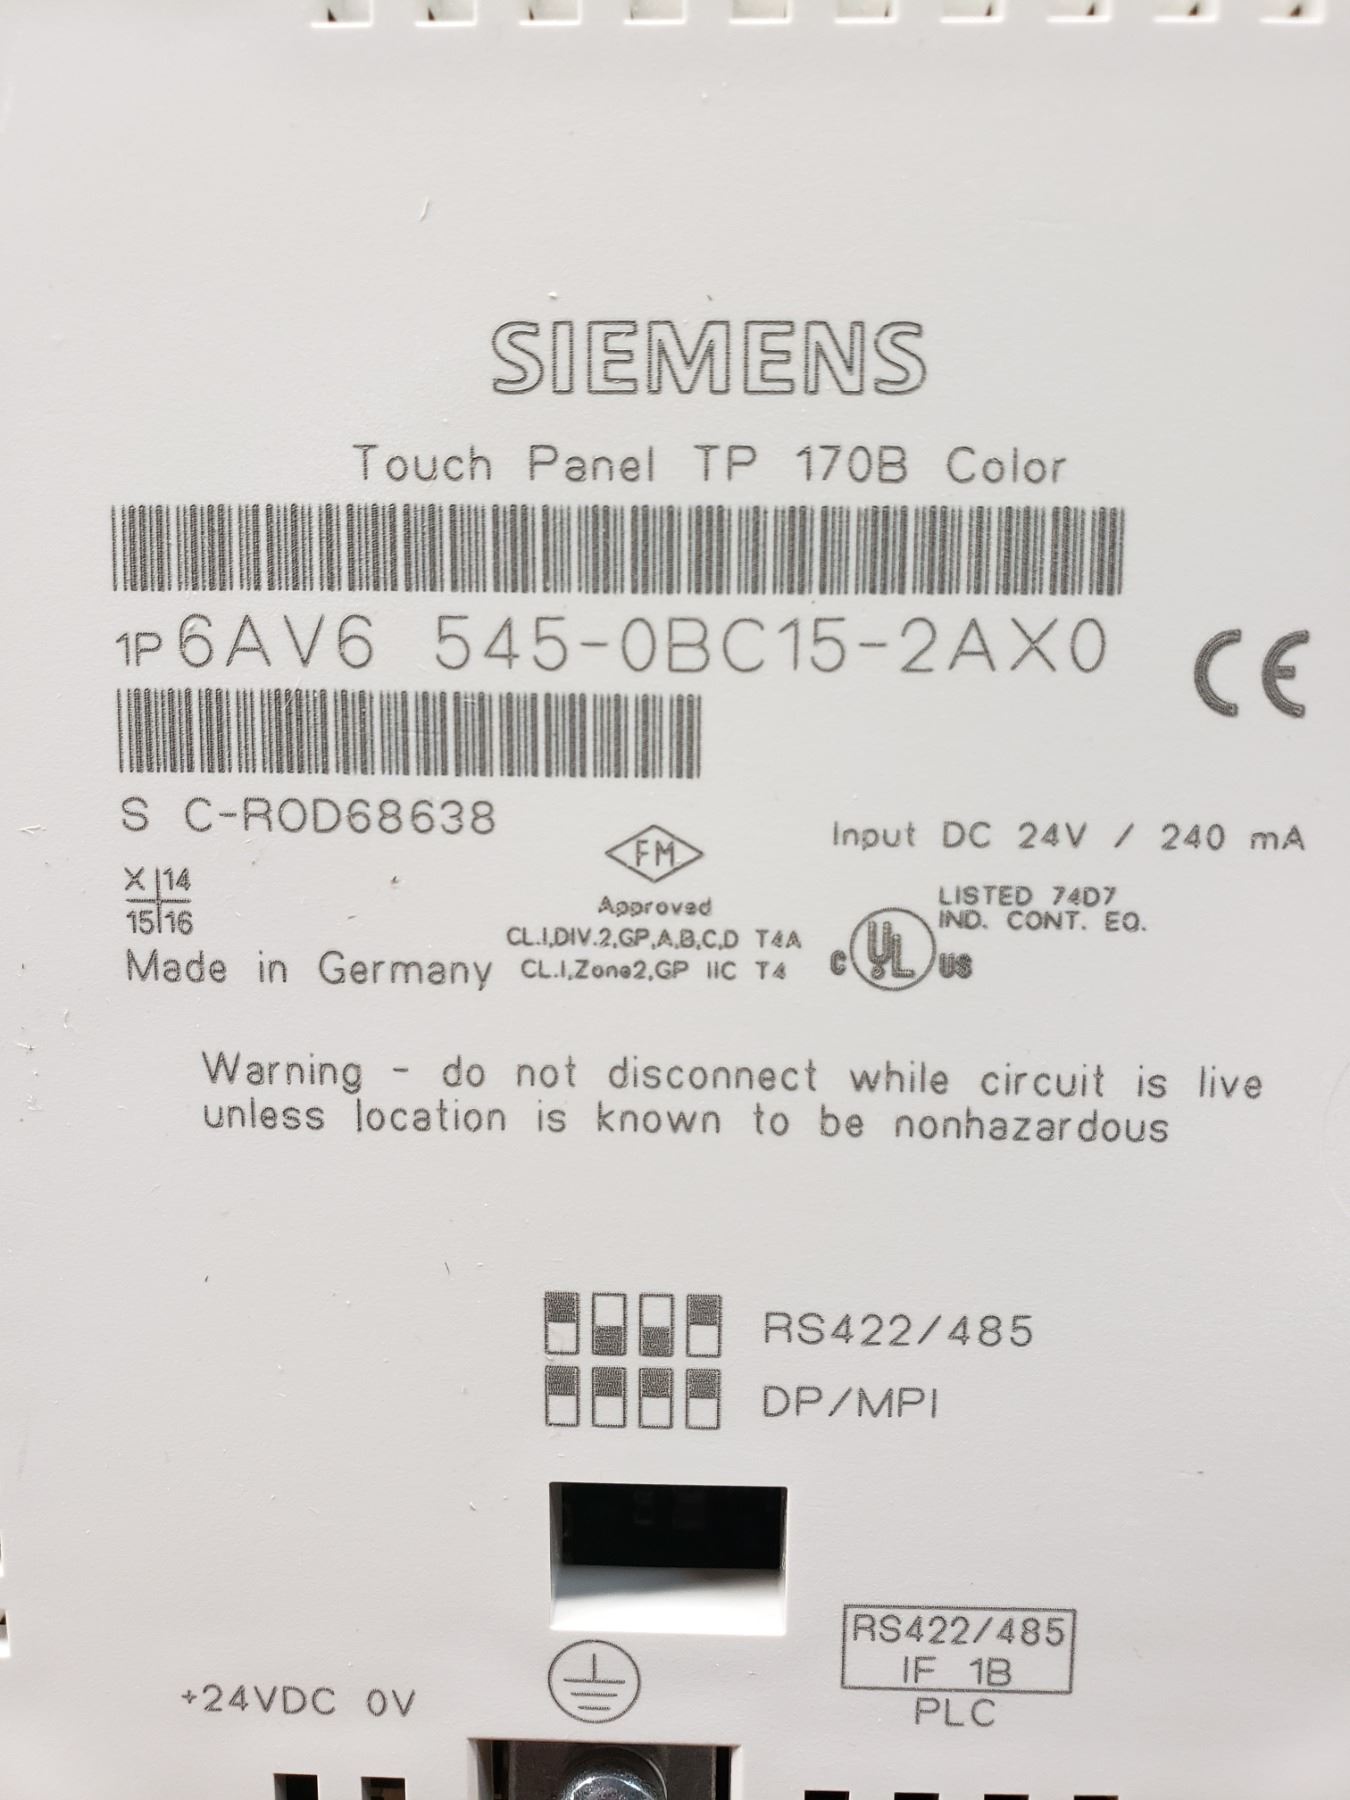 SIEMENS
Touch Panel TP 170B Color
1P 6AV6 545-0BC15-2AX0
CE
S C-R0D68638
Input DC 24V / 240 mA
FM
X 14
15 16
Approved
LISTED 74D7
IND. CONT. EQ.
CL.I,DIV.2,GP,A,B,C,D T4A
C UL US
Made in Germany
CL.I,Zone2,GP IIC T4
Warning - do not disconnect while circuit is live
unless location is known to be nonhazardous
RS422/485
DP/MPI
RS422/485
IF 1B
+24VDC 0V
PLC